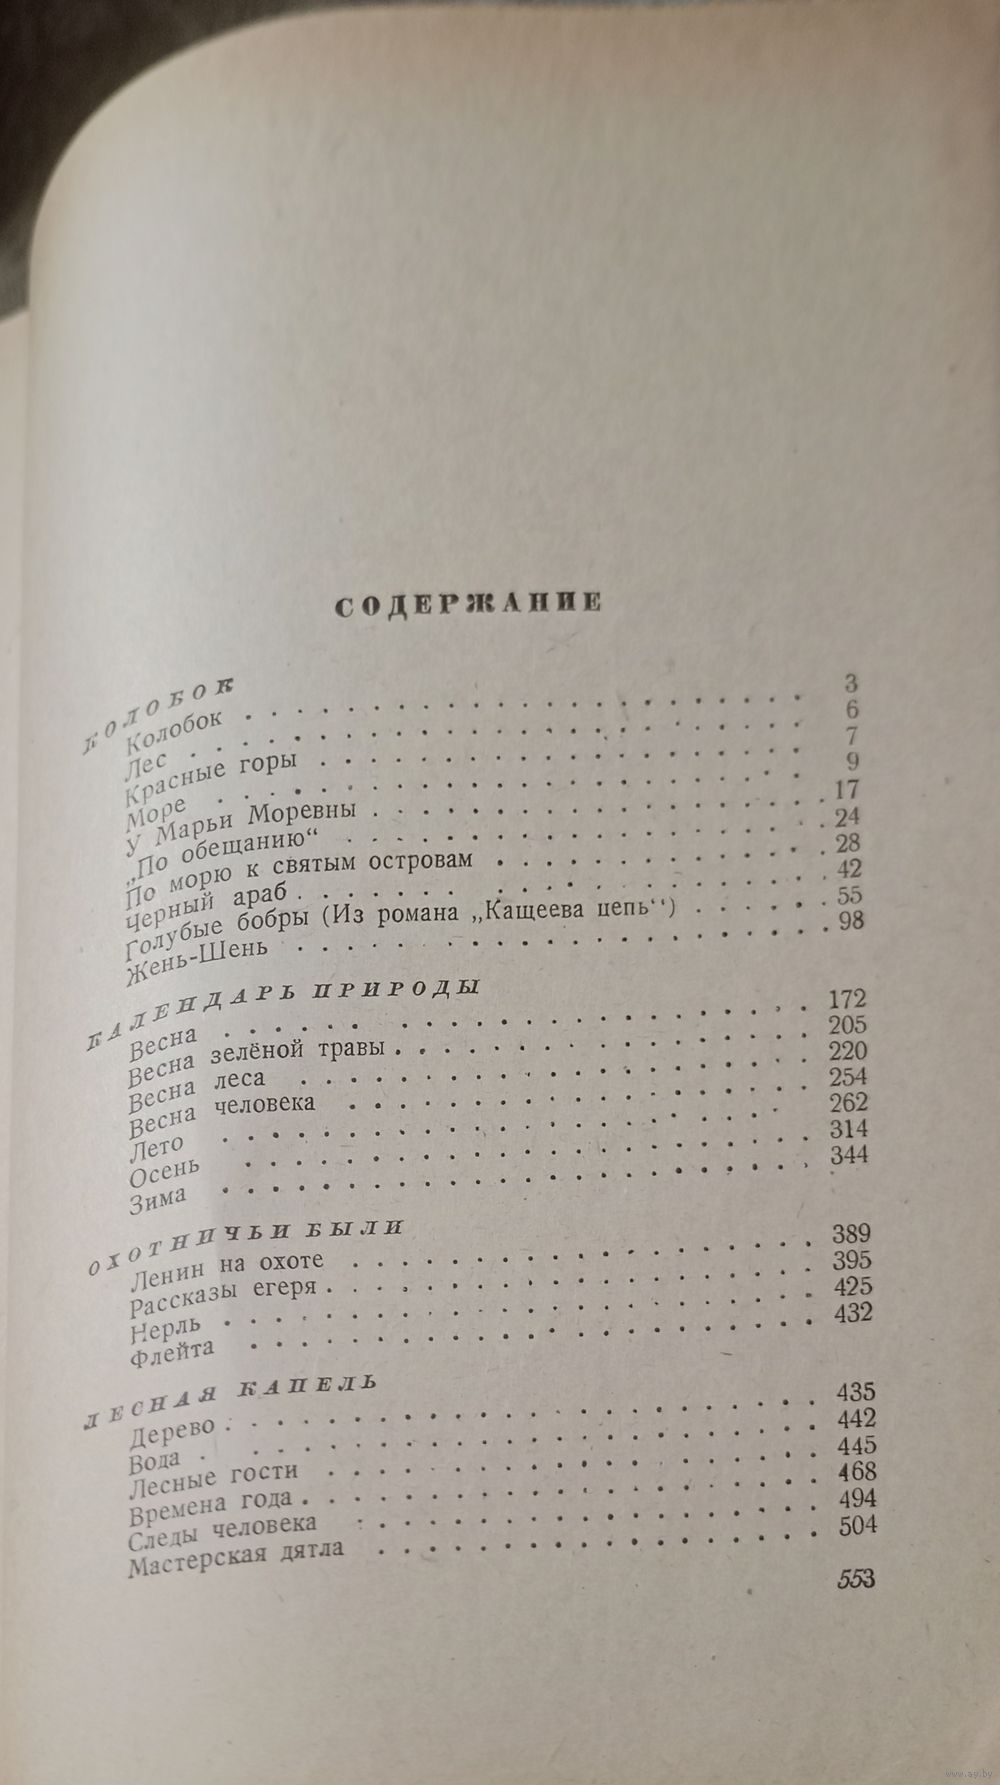 СОДЕРЖАНИЕ
КОЛОБОК
Колобок . . . . . . . . . . . . . . . . . . . . . . 3
Лес . . . . . . . . . . . . . . . . . . . . . . . . 6
Красные горы . . . . . . . . . . . . . . . . . . . 7
Море . . . . . . . . . . . . . . . . . . . . . . . 9
У Марьи Моревны . . . . . . . . . . . . . . . . . . 17
„По обещанию“ . . . . . . . . . . . . . . . . . . . 24
По морю к святым островам . . . . . . . . . . . . . 28
Черный араб . . . . . . . . . . . . . . . . . . . . 42
Голубые бобры (Из романа „Кащеева цепь“) . . . . . . 55
Жень-Шень . . . . . . . . . . . . . . . . . . . . . 98
КАЛЕНДАРЬ ПРИРОДЫ
Весна . . . . . . . . . . . . . . . . . . . . . . . 172
Весна зелёной травы . . . . . . . . . . . . . . . . 205
Весна леса . . . . . . . . . . . . . . . . . . . . 220
Весна человека . . . . . . . . . . . . . . . . . . 254
Лето . . . . . . . . . . . . . . . . . . . . . . . 262
Осень . . . . . . . . . . . . . . . . . . . . . . . 314
Зима . . . . . . . . . . . . . . . . . . . . . . . 344
ОХОТНИЧЬИ БЫЛИ
Ленин на охоте . . . . . . . . . . . . . . . . . . 389
Рассказы егеря . . . . . . . . . . . . . . . . . . 395
Нерль . . . . . . . . . . . . . . . . . . . . . . . 425
Флейта . . . . . . . . . . . . . . . . . . . . . . 432
ЛЕСНАЯ КАПЕЛЬ
Дерево . . . . . . . . . . . . . . . . . . . . . . 435
Вода . . . . . . . . . . . . . . . . . . . . . . . 442
Лесные гости . . . . . . . . . . . . . . . . . . . 445
Времена года . . . . . . . . . . . . . . . . . . . 468
Следы человека . . . . . . . . . . . . . . . . . . 494
Мастерская дятла . . . . . . . . . . . . . . . . . 504
553
www.ay.by